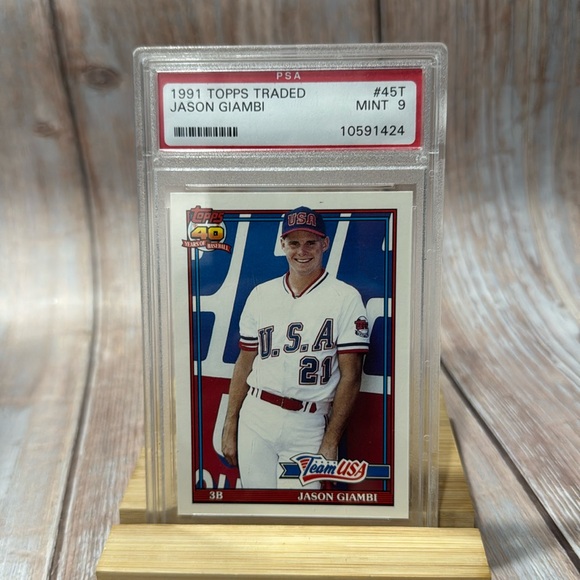 PSA
1991 TOPPS TRADED #45T
JASON GIAMBI MINT 9
10591424
Topps
40
YEARS OF BASEBALL
USA
U.S.A
21
Team USA
3B JASON GIAMBI